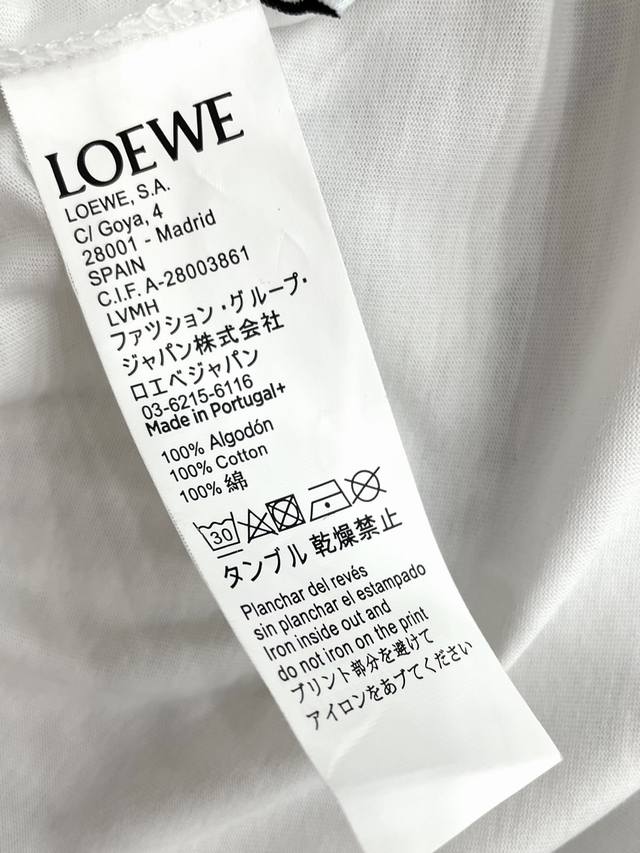 LOEWE
LOEWE, S.A.
C/ Goya, 4
28001 - Madrid
SPAIN
C.I.F. A-28003861
LVMH
ファツション・グループ・
ジャパン株式会社
ロエベジャパン
03-6215-6116
Made in Portugal+
100% Algodón
100% Cotton
100% 綿
30
タンブル 乾燥禁止
Planchar del revés
sin planchar el estampado
Iron inside out and
do not iron on the print
プリント部分を避けて
アイロンをあブてください